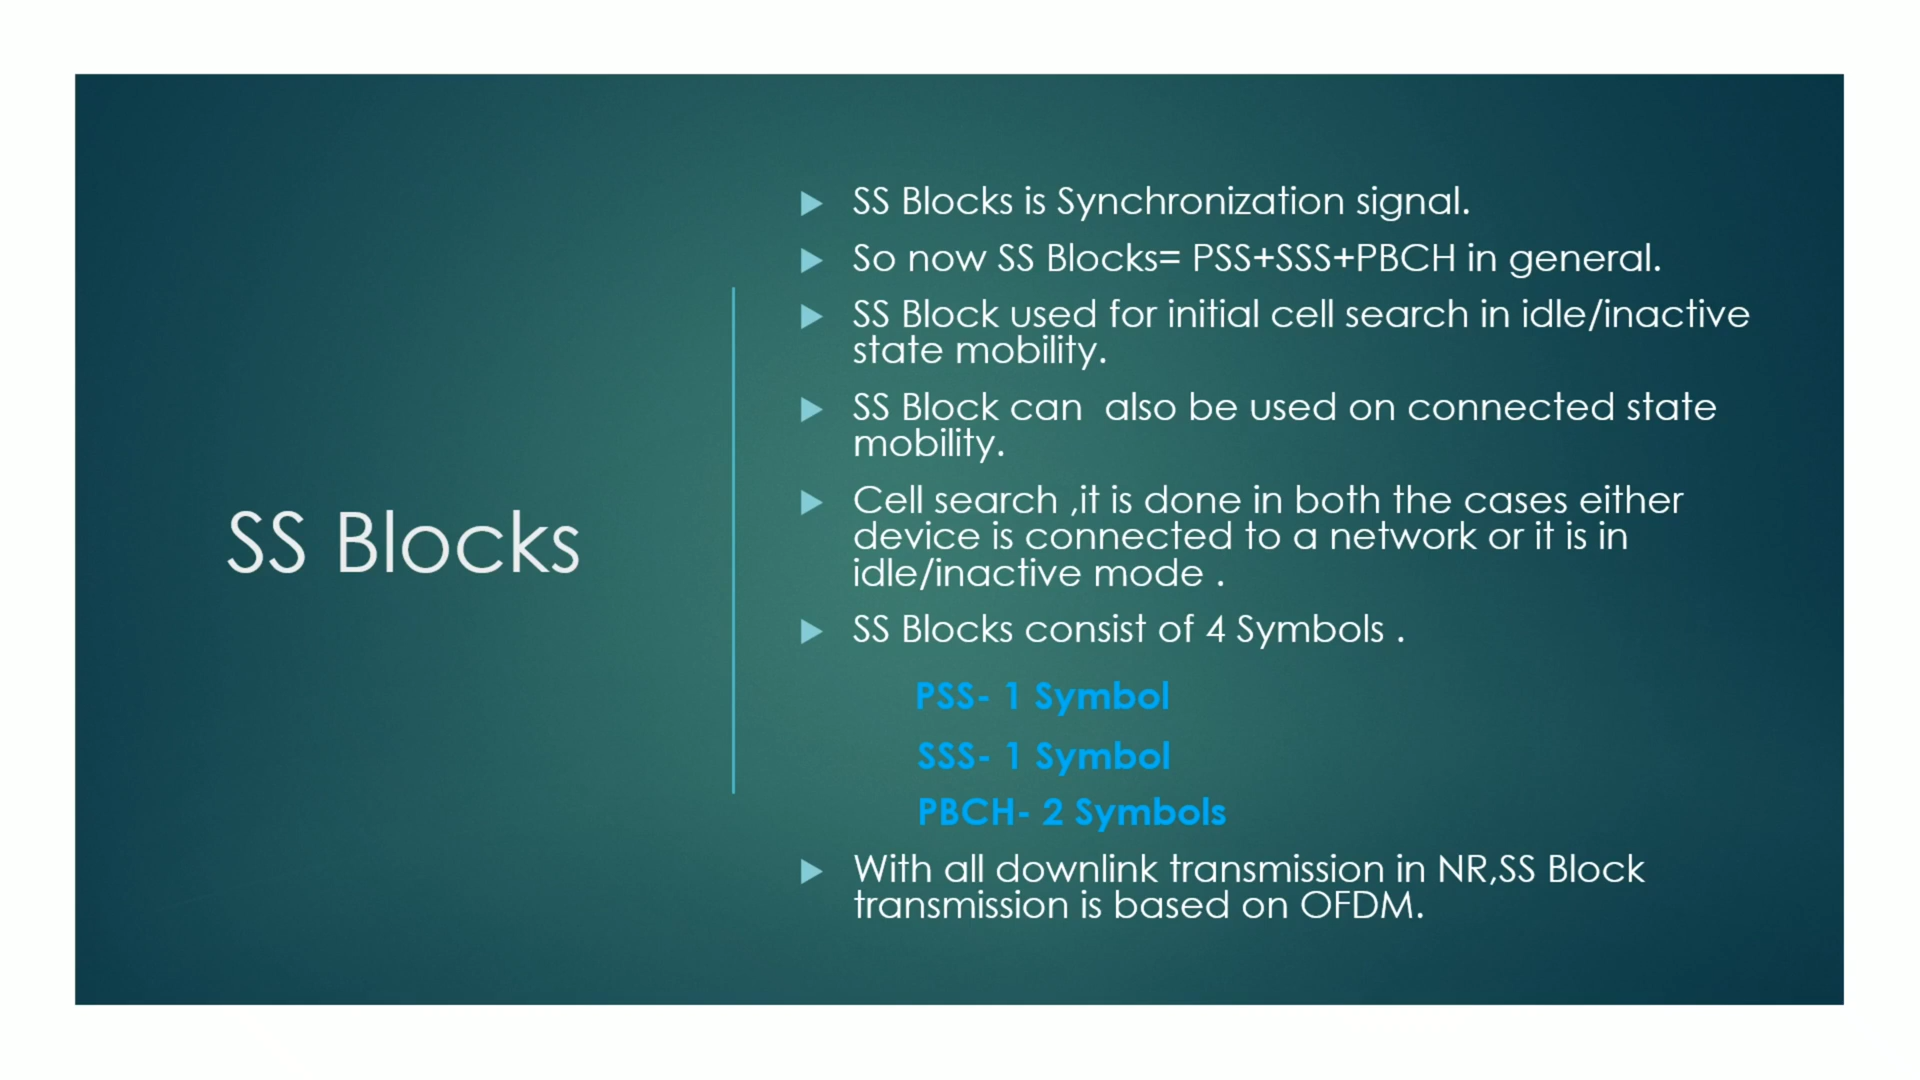 SS Blocks
SS Blocks is Synchronization signal.
So now SS Blocks= PSS+SSS+PBCH in general.
SS Block used for initial cell search in idle/inactive
state mobility.
SS Block can  also be used on connected state
mobility.
Cell search ,it is done in both the cases either
device is connected to a network or it is in
idle/inactive mode .
SS Blocks consist of 4 Symbols .
PSS- 1 Symbol
SSS- 1 Symbol
PBCH- 2 Symbols
With all downlink transmission in NR,SS Block
transmission is based on OFDM.